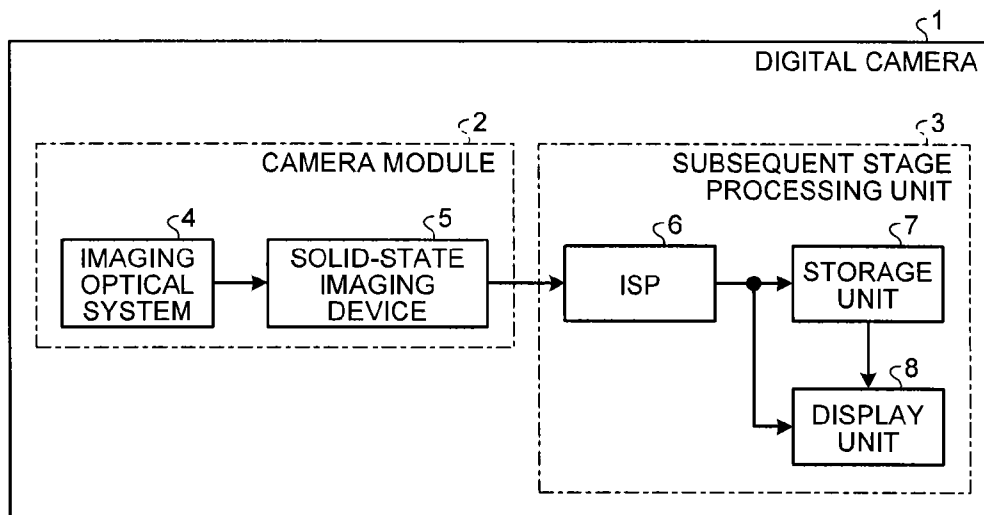 1
DIGITAL CAMERA
2
CAMERA MODULE
3
SUBSEQUENT STAGE
PROCESSING UNIT
4
IMAGING
OPTICAL
SYSTEM
5
SOLID-STATE
IMAGING
DEVICE
6
ISP
7
STORAGE
UNIT
8
DISPLAY
UNIT